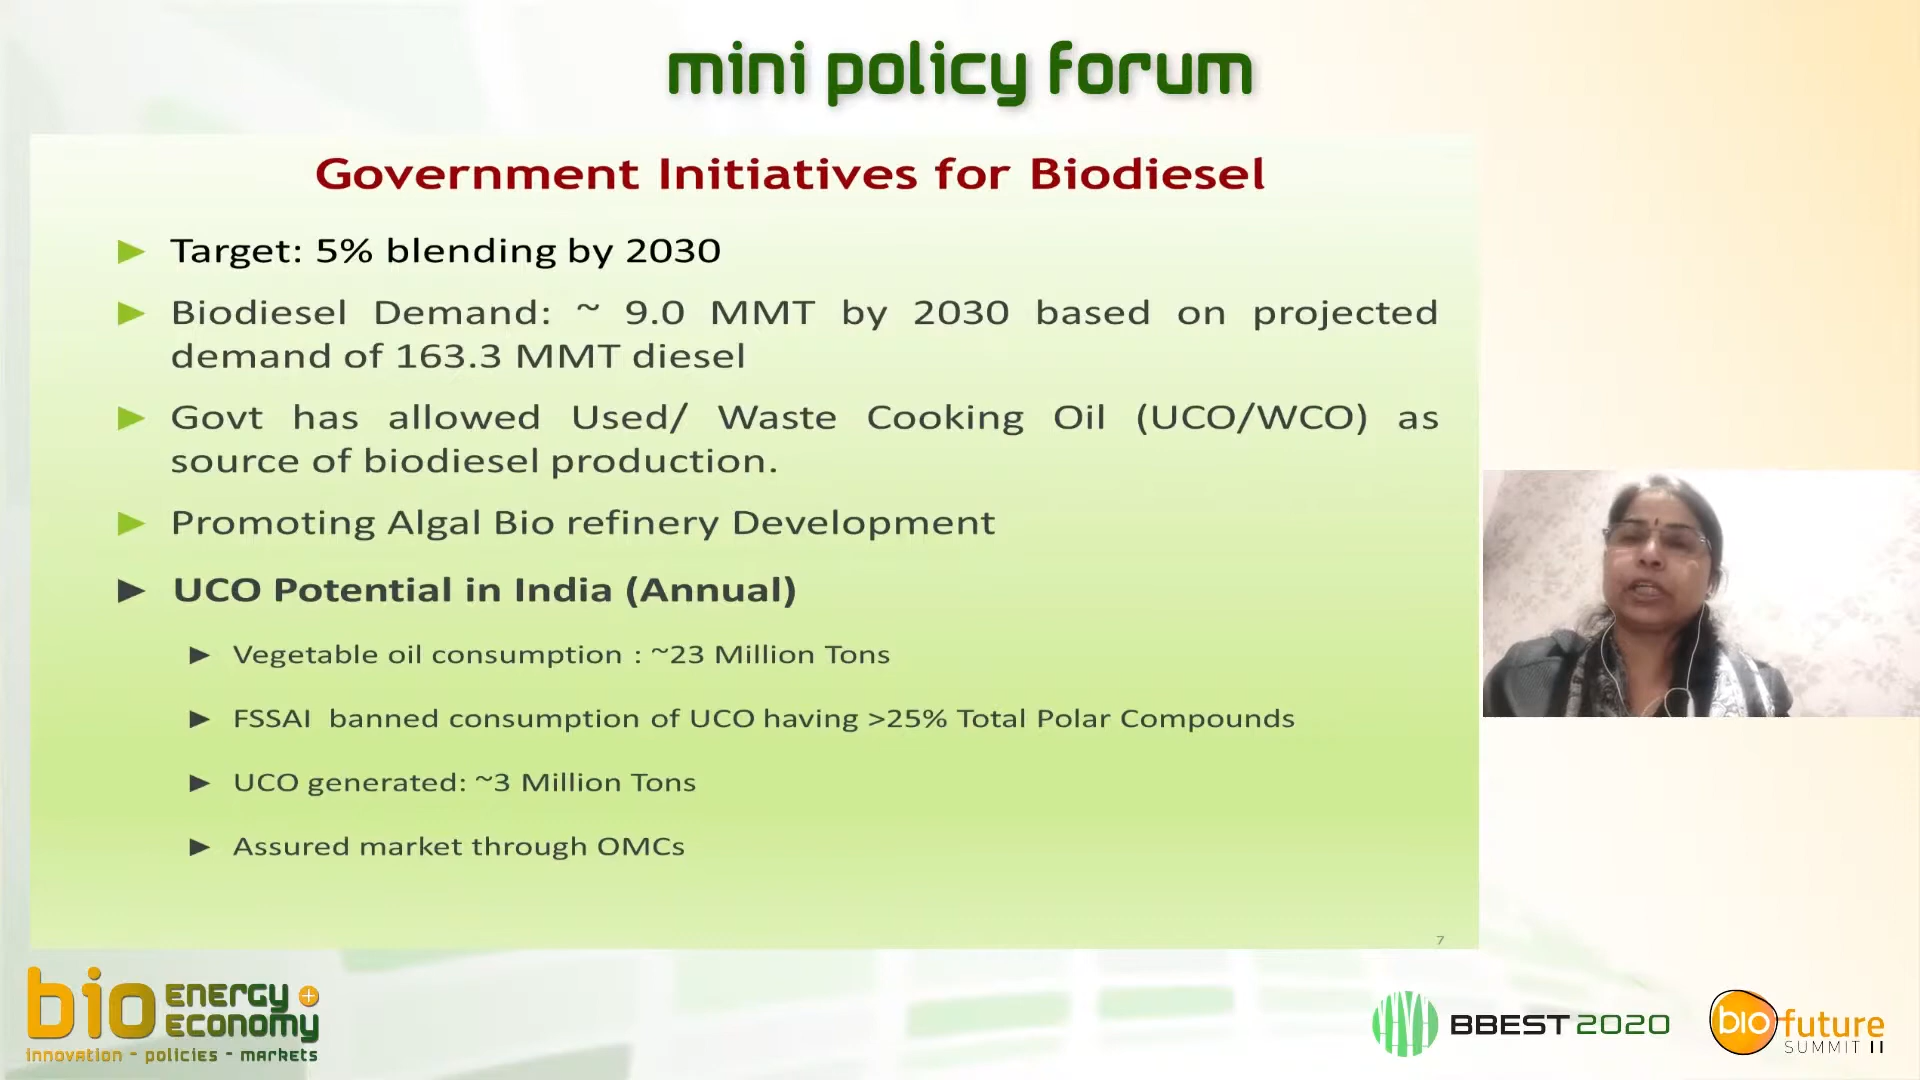 mini policy forum
Government Initiatives for Biodiesel
Target: 5% blending by 2030
Biodiesel Demand: ~ 9.0 MMT by 2030 based on projected
demand of 163.3 MMT diesel
Govt has allowed Used/ Waste Cooking Oil (UCO/WCO) as
source of biodiesel production.
Promoting Algal Bio refinery Development
UCO Potential in India (Annual)
Vegetable oil consumption : ~23 Million Tons
FSSAI banned consumption of UCO having >25% Total Polar Compounds
UCO generated: ~3 Million Tons
Assured market through OMCs
7
bio ENERGY +
ECONOMY
innovation - policies - markets
BBEST 2020
bio future
SUMMIT II